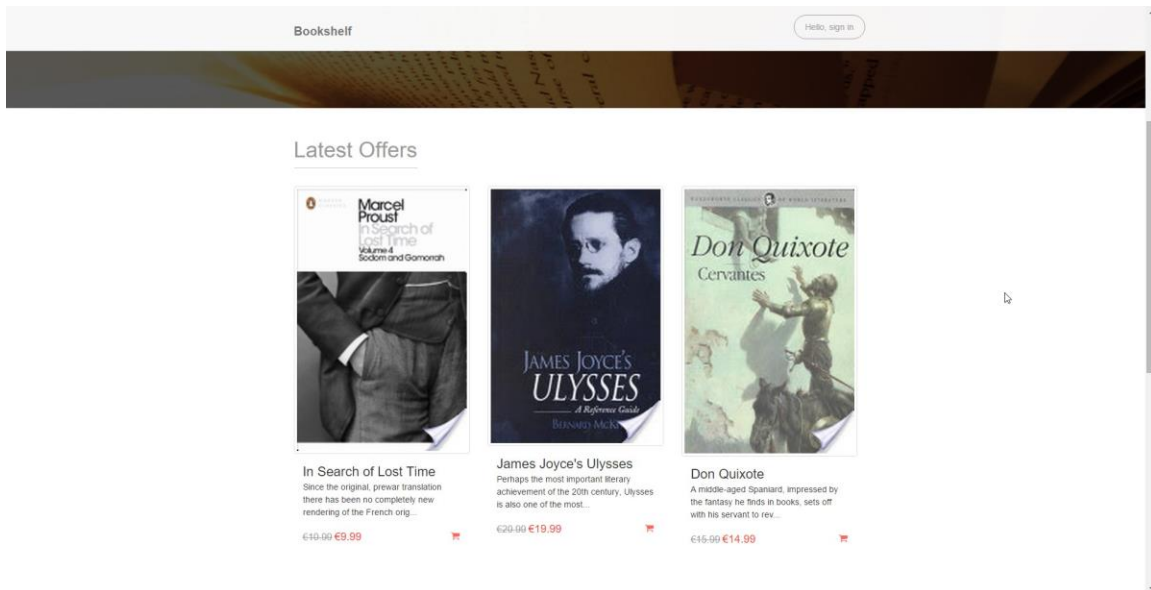 Bookshelf
Hello, sign in
Latest Offers
Marcel
Proust
In Search of
Lost Time
Volume 4
Sodom and Gomorrah
JAMES JOYCE'S
ULYSSES
A Reference Guide
BERNARD
Don Quixote
Cervantes
In Search of Lost Time
Since the original, prewar translation
there has been no completely new
rendering of the French orig...
€10.99 €9.99
James Joyce's Ulysses
Perhaps the most important literary
achievement of the 20th century, Ulysses
is also one of the most...
€20.99 €19.99
Don Quixote
A middle-aged Spaniard, impressed by
the fantasy he finds in books, sets off
with his servant to rev...
€15.99 €14.99